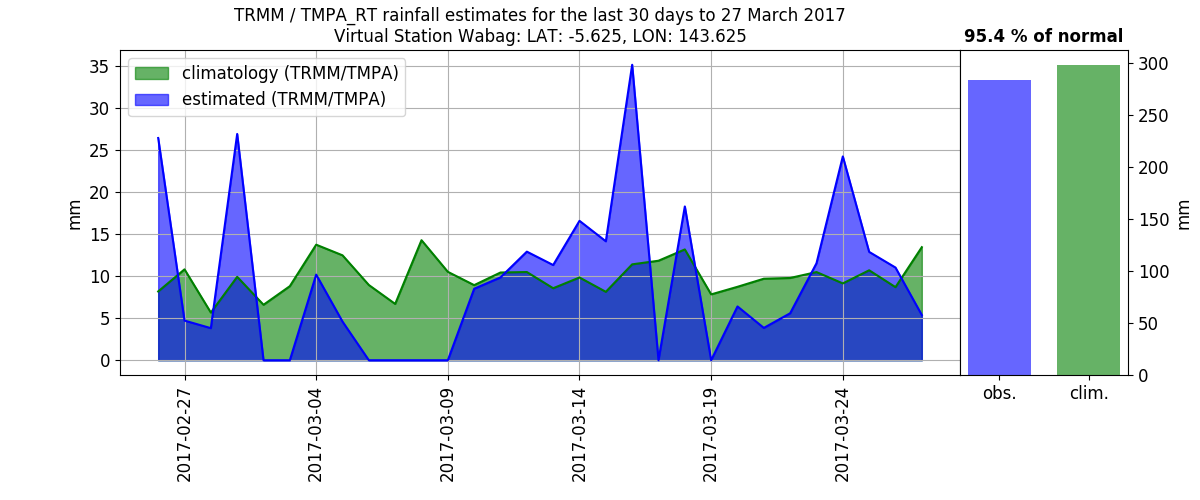 TRMM / TMPA_RT rainfall estimates for the last 30 days to 27 March 2017
Virtual Station Wabag: LAT: -5.625, LON: 143.625
95.4 % of normal
climatology (TRMM/TMPA)
estimated (TRMM/TMPA)
mm
35
30
25
20
15
10
5
0
2017-02-27
2017-03-04
2017-03-09
2017-03-14
2017-03-19
2017-03-24
300
250
200
150
100
50
0
mm
obs.
clim.